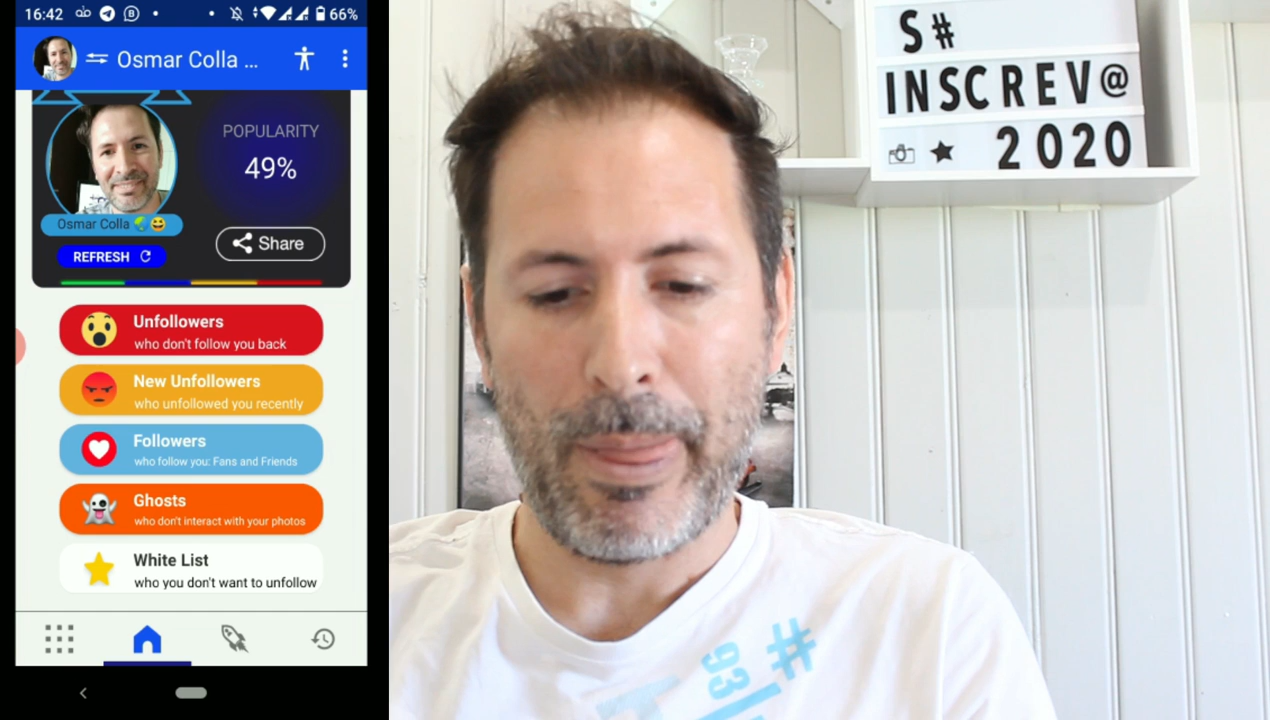 16:42
66%
Osmar Colla ...
POPULARITY
49%
Osmar Colla
REFRESH
Share
Unfollowers
who don't follow you back
New Unfollowers
who unfollowed you recently
Followers
who follow you: Fans and Friends
Ghosts
who don't interact with your photos
White List
who you don't want to unfollow
S#
INSCREV@
2020
#
93